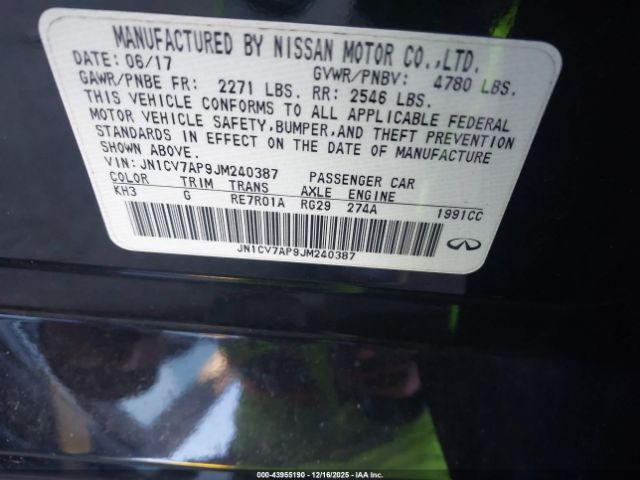 MANUFACTURED BY NISSAN MOTOR CO.,LTD.
DATE: 06/17 GVWR/PNBV: 4780 LBS.
GAWR/PNBE FR: 2271 LBS. RR: 2546 LBS.
THIS VEHICLE CONFORMS TO ALL APPLICABLE FEDERAL
MOTOR VEHICLE SAFETY, BUMPER, AND THEFT PREVENTION
STANDARDS IN EFFECT ON THE DATE OF MANUFACTURE
SHOWN ABOVE.
VIN: JN1CV7AP9JM240387 PASSENGER CAR
COLOR TRIM TRANS AXLE ENGINE
KH3 G RE7R01A RG29 274A 1991CC
JN1CV7AP9JM240387
INFINITI
000-43955190 - 12/16/2025 - IAA Inc.